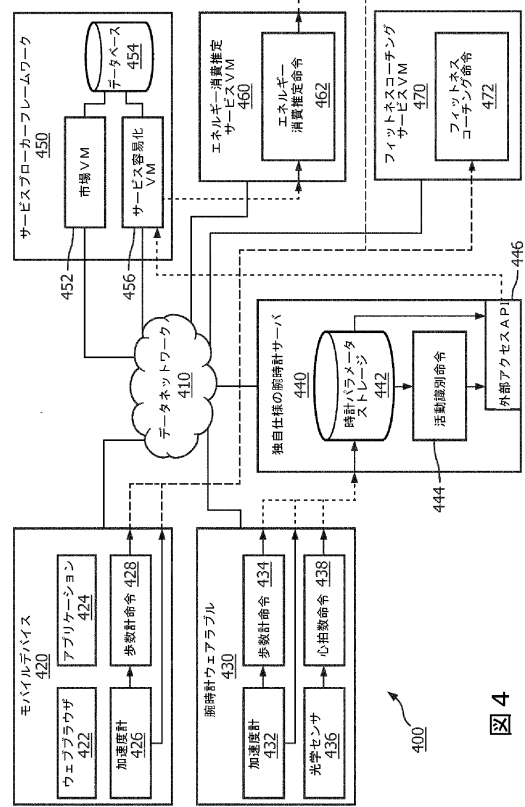 モバイルデバイス
420
ウェブブラウザ
422
アプリケーション
424
加速度計
426
歩数計命令
428
腕時計ウェアラブル
430
加速度計
432
歩数計命令
434
光学センサ
436
心拍数命令
438
データネットワーク
410
サービスブローカーフレームワーク
450
市場VM
452
データベース
454
サービス容易化
VM
456
エネルギー消費推定
サービスVM
460
エネルギー
消費推定命令
462
フィットネスコーチング
サービスVM
470
フィットネス
コーチング命令
472
独自仕様の腕時計サーバ
440
時計パラメータ
ストレージ
442
活動識別命令
444
外部アクセスAPI
446
400
図4